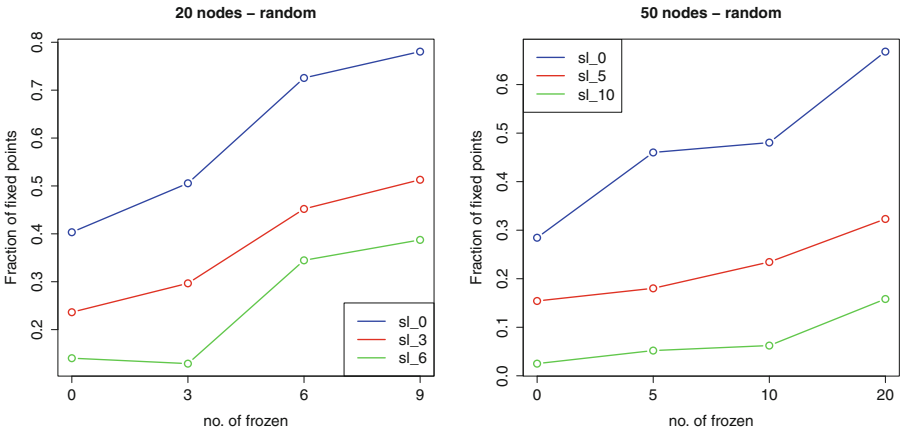 20 nodes – random
Fraction of fixed points
0.8
0.7
0.6
0.5
0.4
0.3
0.2
0 3 6 9
no. of frozen
sl_0
sl_3
sl_6
50 nodes – random
Fraction of fixed points
0.6
0.5
0.4
0.3
0.2
0.1
0.0
0 5 10 20
no. of frozen
sl_0
sl_5
sl_10